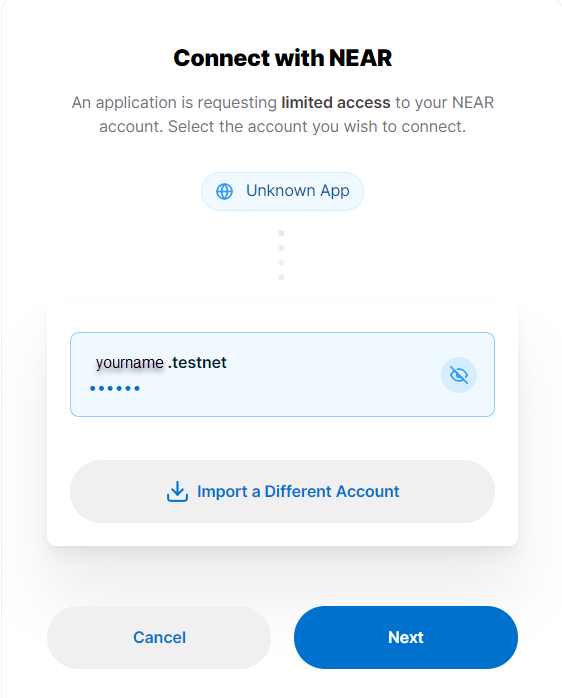 Connect with NEAR
An application is requesting limited access to your NEAR
account. Select the account you wish to connect.
Unknown App
yourname .testnet
••••••
Import a Different Account
Cancel
Next